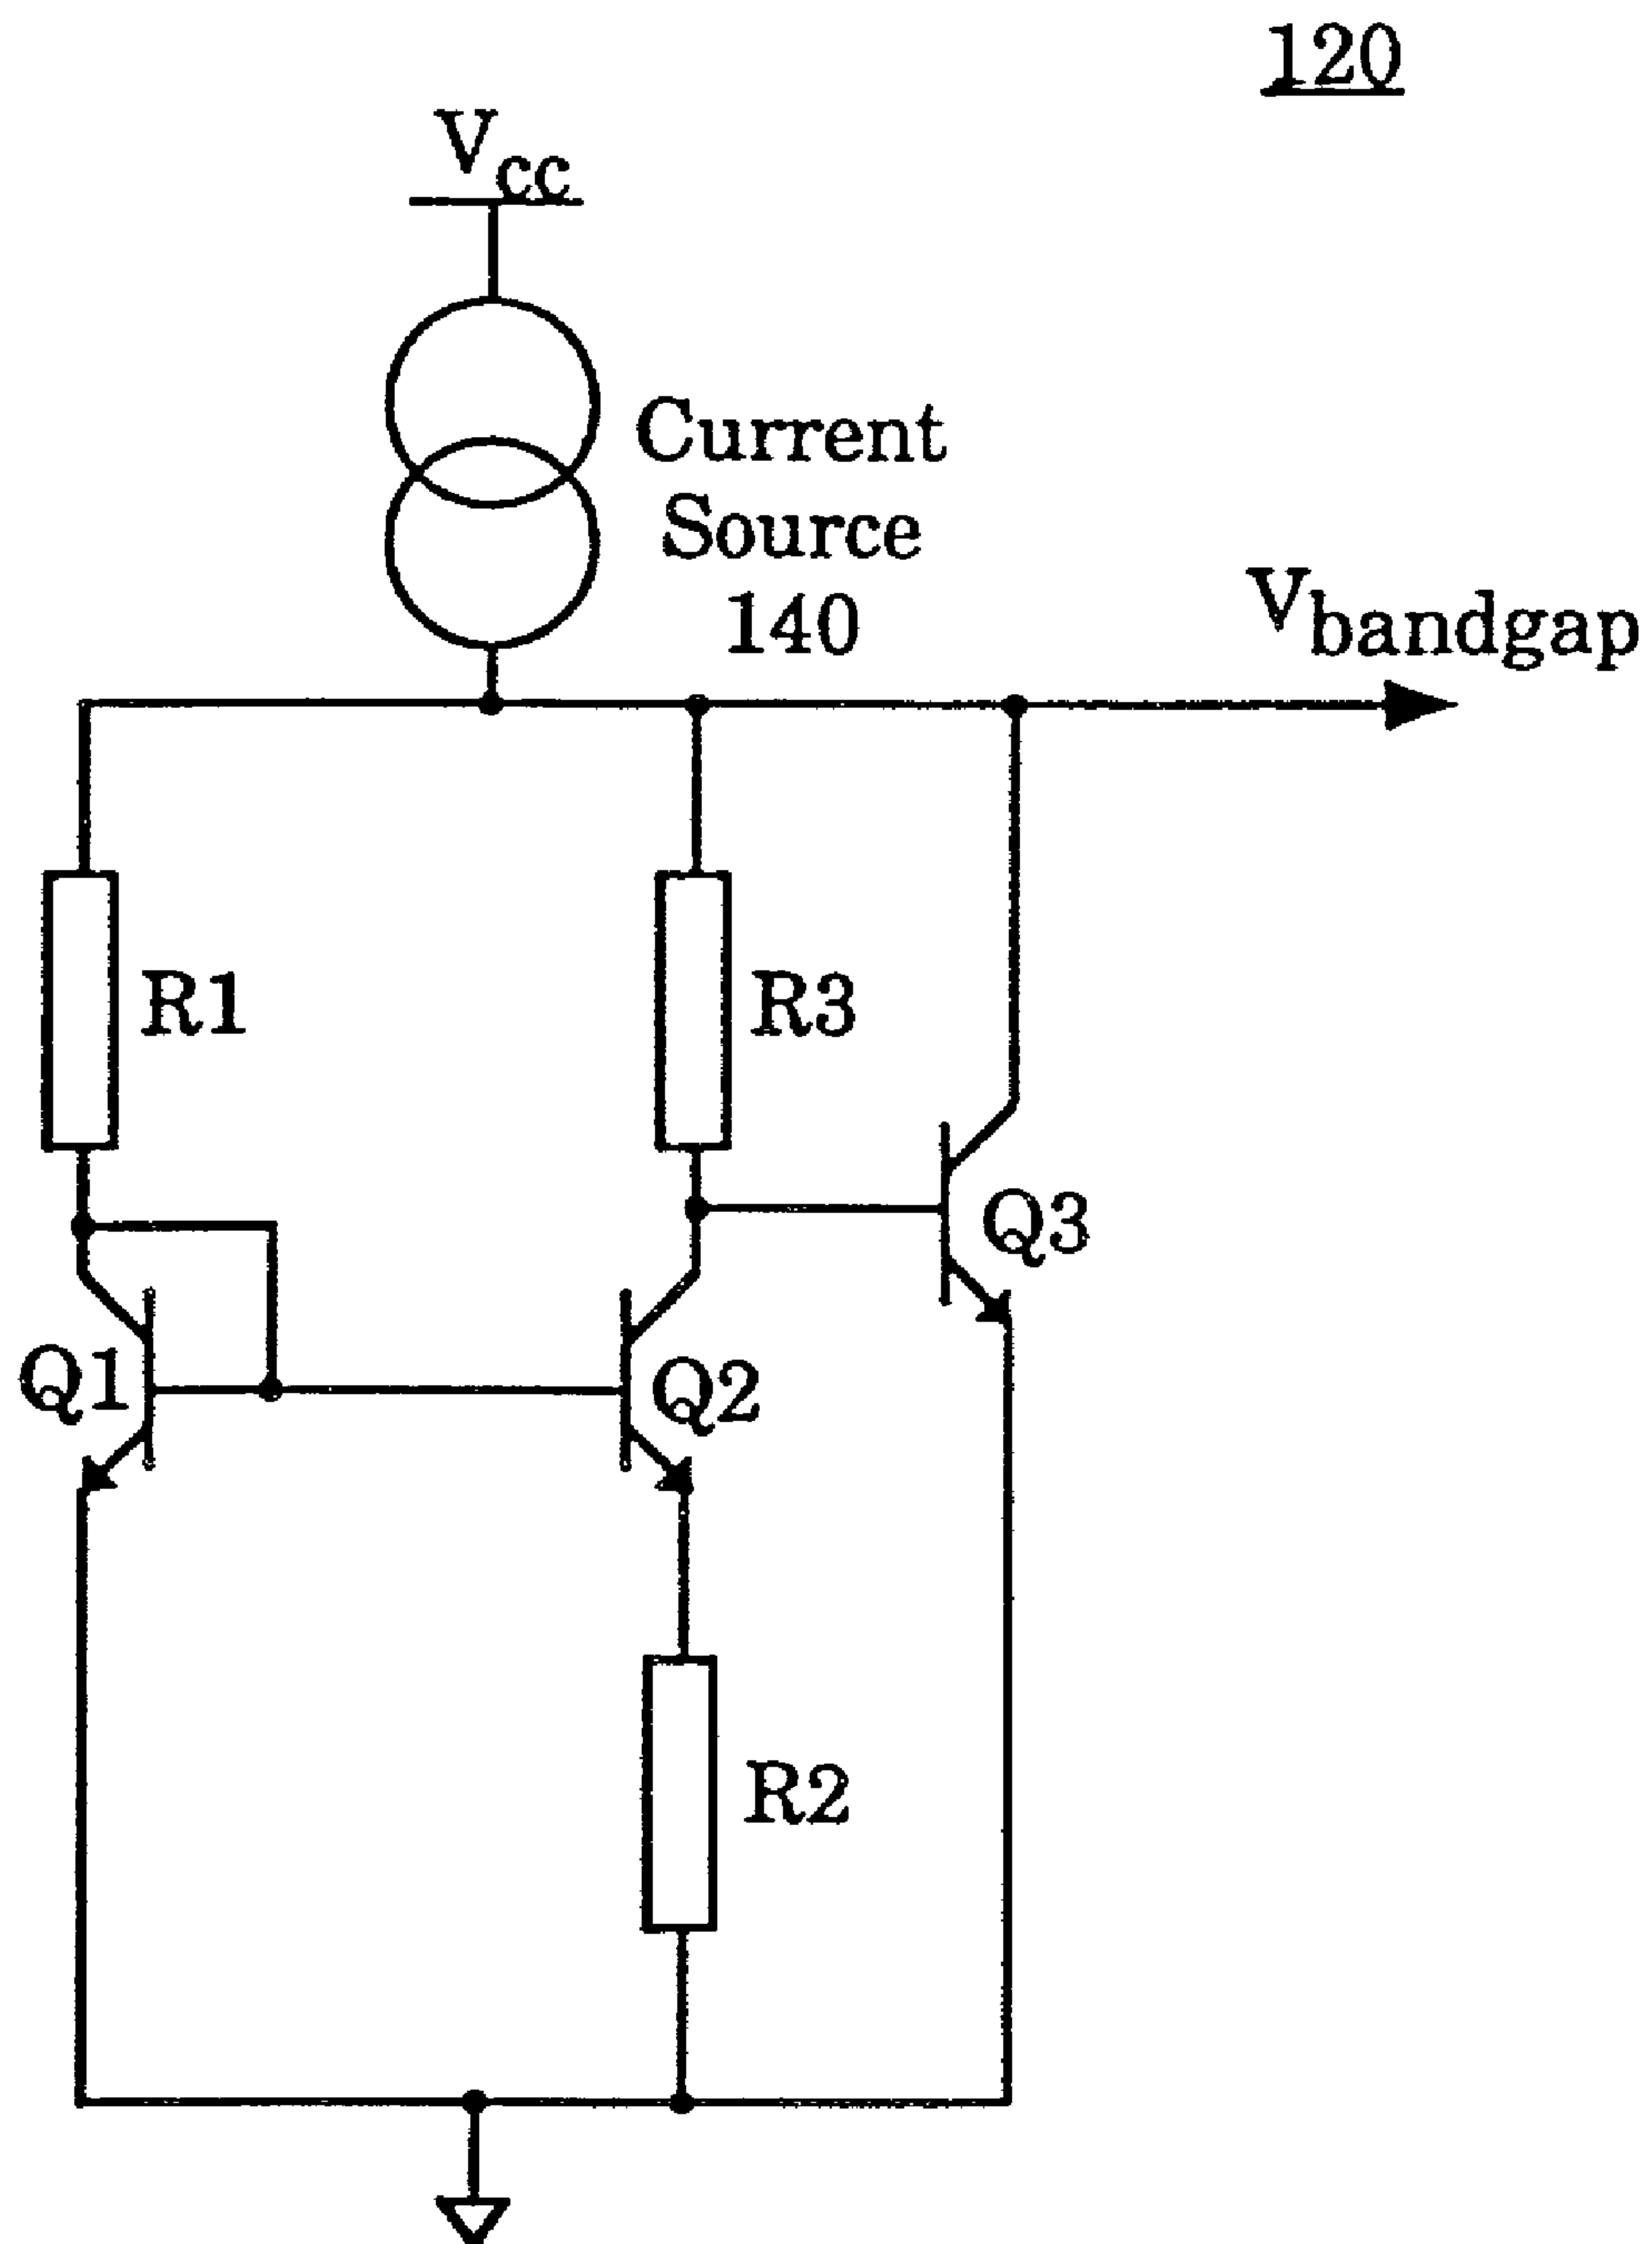 120
Vcc
Current
Source
140
Vbandgap
R1
R3
Q3
Q1
Q2
R2